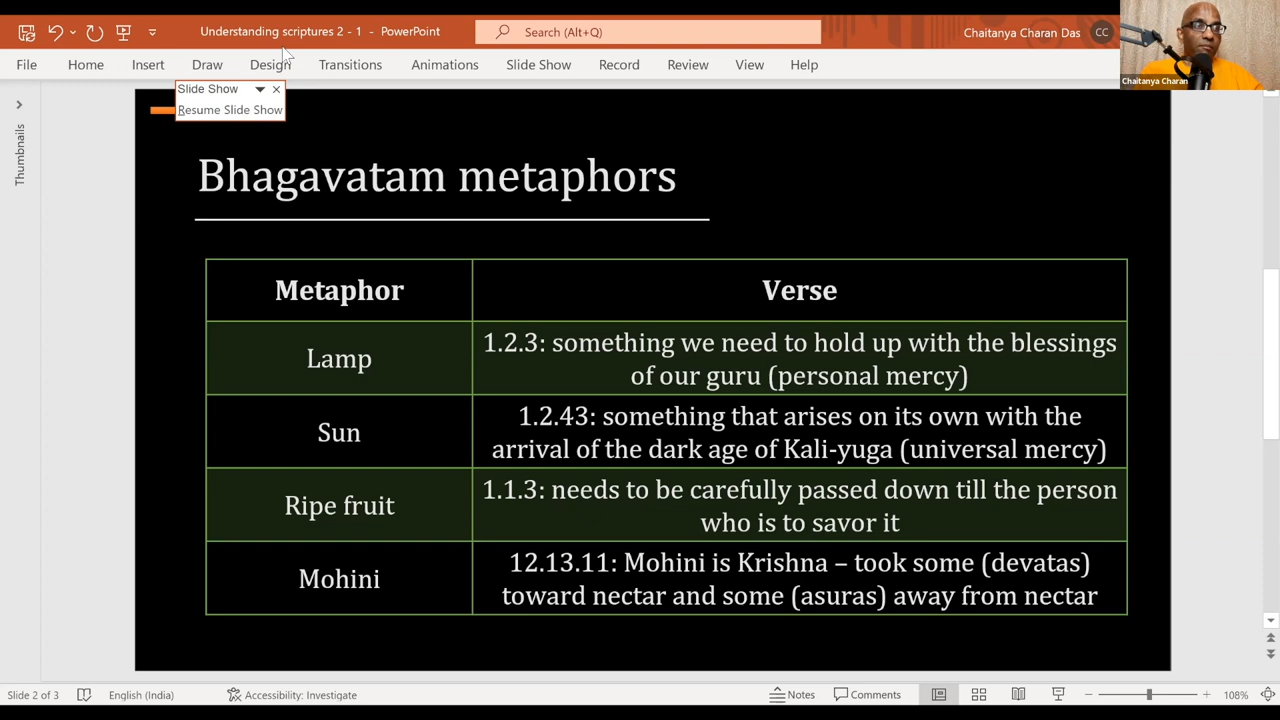 Understanding scriptures 2 - 1 - PowerPoint
Search (Alt+Q)
Chaitanya Charan Das
CC
Chaitanya Charan
File Home Insert Draw Design Transitions Animations Slide Show Record Review View Help
Slide Show
Resume Slide Show
Thumbnails
Bhagavatam metaphors
Metaphor
Verse
Lamp
1.2.3: something we need to hold up with the blessings
of our guru (personal mercy)
Sun
1.2.43: something that arises on its own with the
arrival of the dark age of Kali-yuga (universal mercy)
Ripe fruit
1.1.3: needs to be carefully passed down till the person
who is to savor it
Mohini
12.13.11: Mohini is Krishna – took some (devatas)
toward nectar and some (asuras) away from nectar
Slide 2 of 3
English (India)
Accessibility: Investigate
Notes
Comments
108%